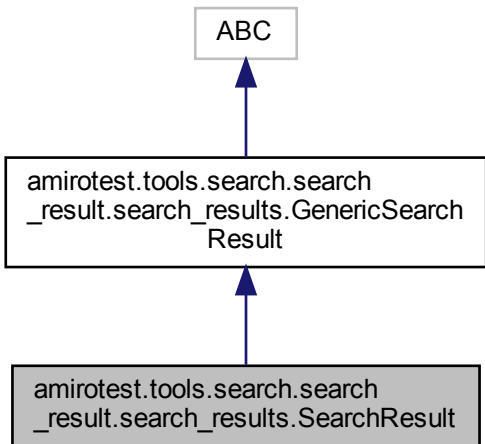 ABC
amirotest.tools.search.search
_result.search_results.GenericSearch
Result
amirotest.tools.search.search
_result.search_results.SearchResult